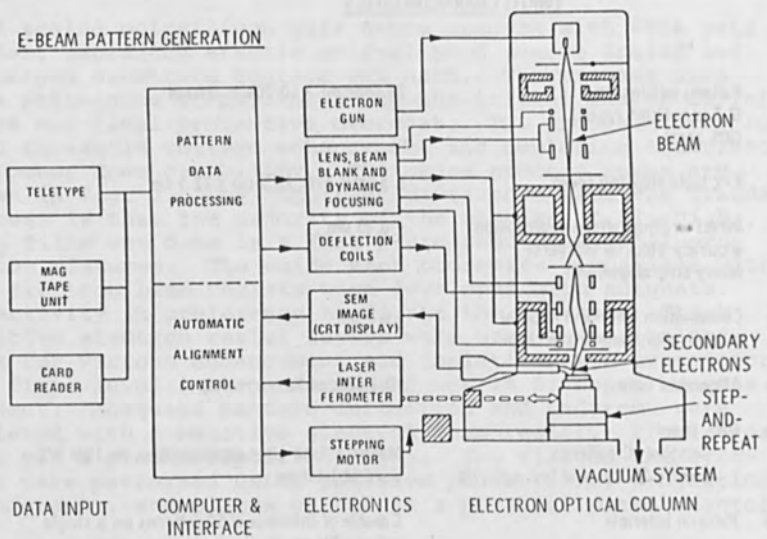 E-BEAM PATTERN GENERATION
TELETYPE
MAG
TAPE
UNIT
CARD
READER
DATA INPUT
PATTERN
DATA
PROCESSING
AUTOMATIC
ALIGNMENT
CONTROL
COMPUTER &
INTERFACE
ELECTRON
GUN
LENS, BEAM
BLANK AND
DYNAMIC
FOCUSING
DEFLECTION
COILS
SEM
IMAGE
(CRT DISPLAY)
LASER
INTER
FEROMETER
STEPPING
MOTOR
ELECTRONICS
ELECTRON
BEAM
SECONDARY
ELECTRONS
STEP-
AND-
REPEAT
VACUUM SYSTEM
ELECTRON OPTICAL COLUMN